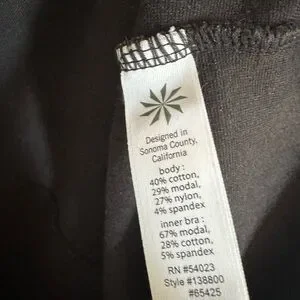 Designed in
Sonoma County,
California
body :
40% cotton,
29% modal,
27% nylon,
4% spandex
inner bra :
67% modal,
28% cotton,
5% spandex
RN #54023
Style #138800
#65425